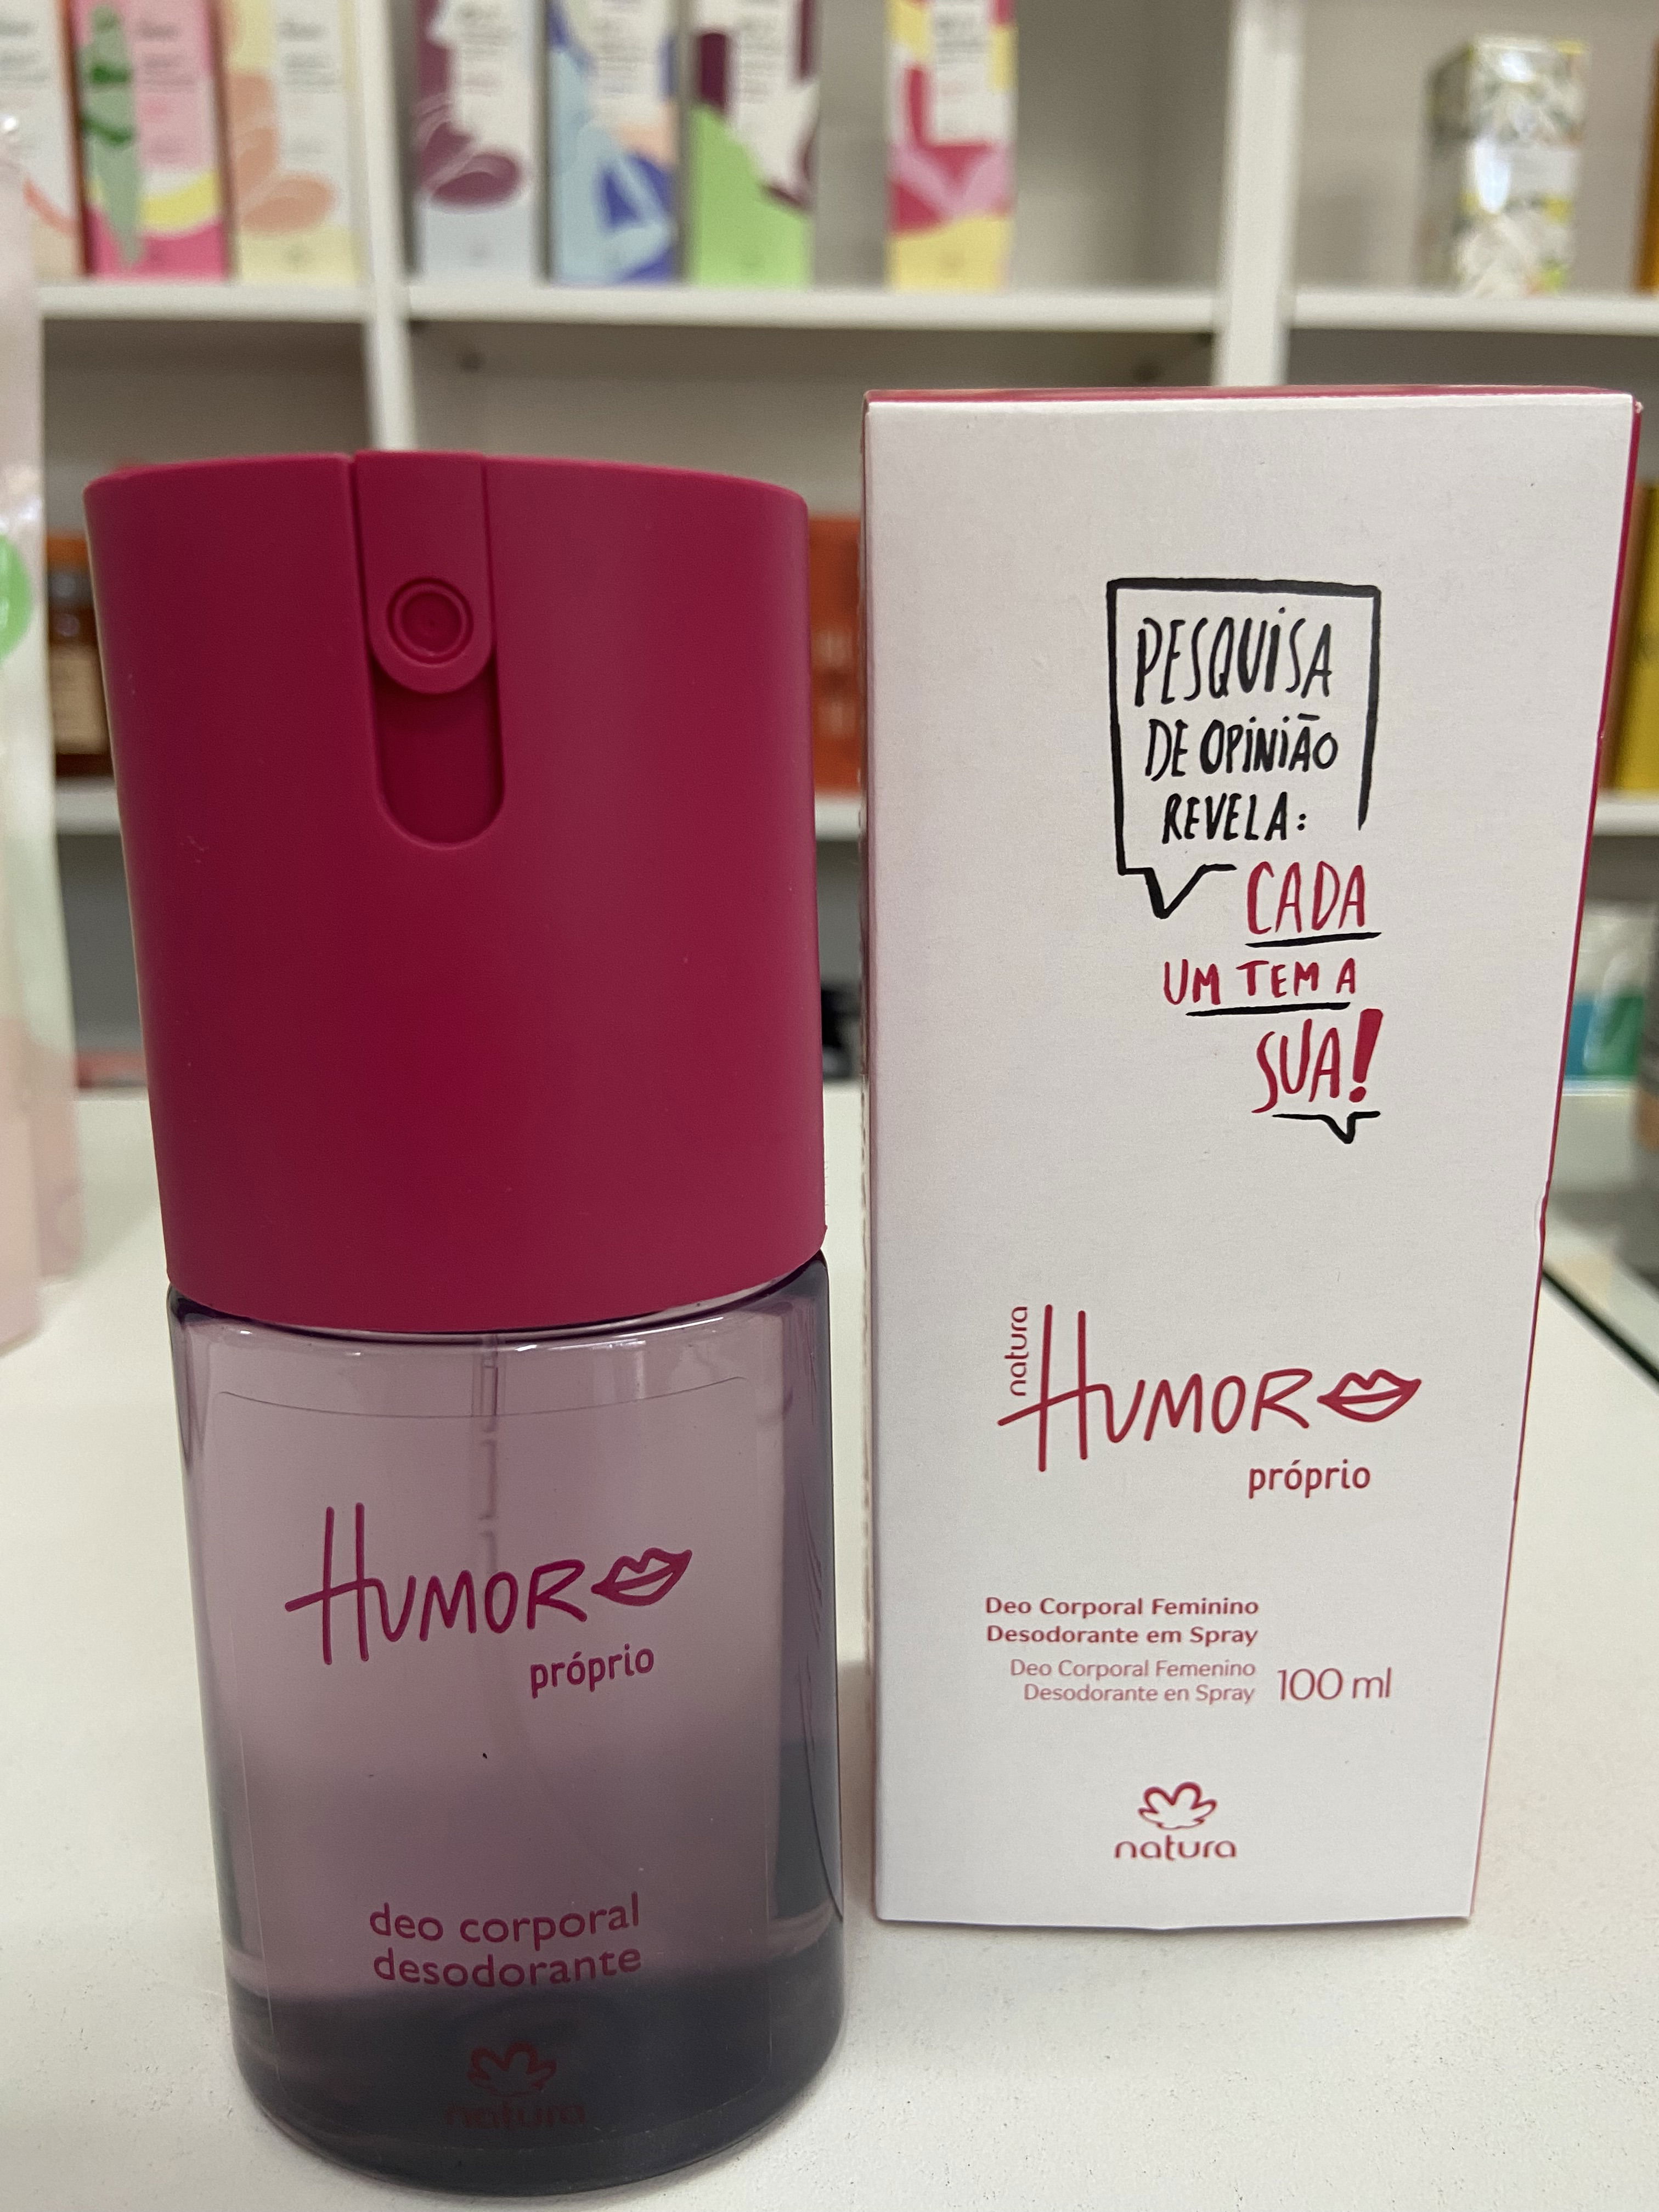 HUMOR
próprio
deo corporal
desodorante
natura
PESQUISA
DE OPINIÃO
REVELA:
CADA
UM TEM A
SUA!
natura
HUMOR
próprio
Deo Corporal Feminino
Desodorante em Spray
Deo Corporal Femenino
Desodorante en Spray
100 ml
natura